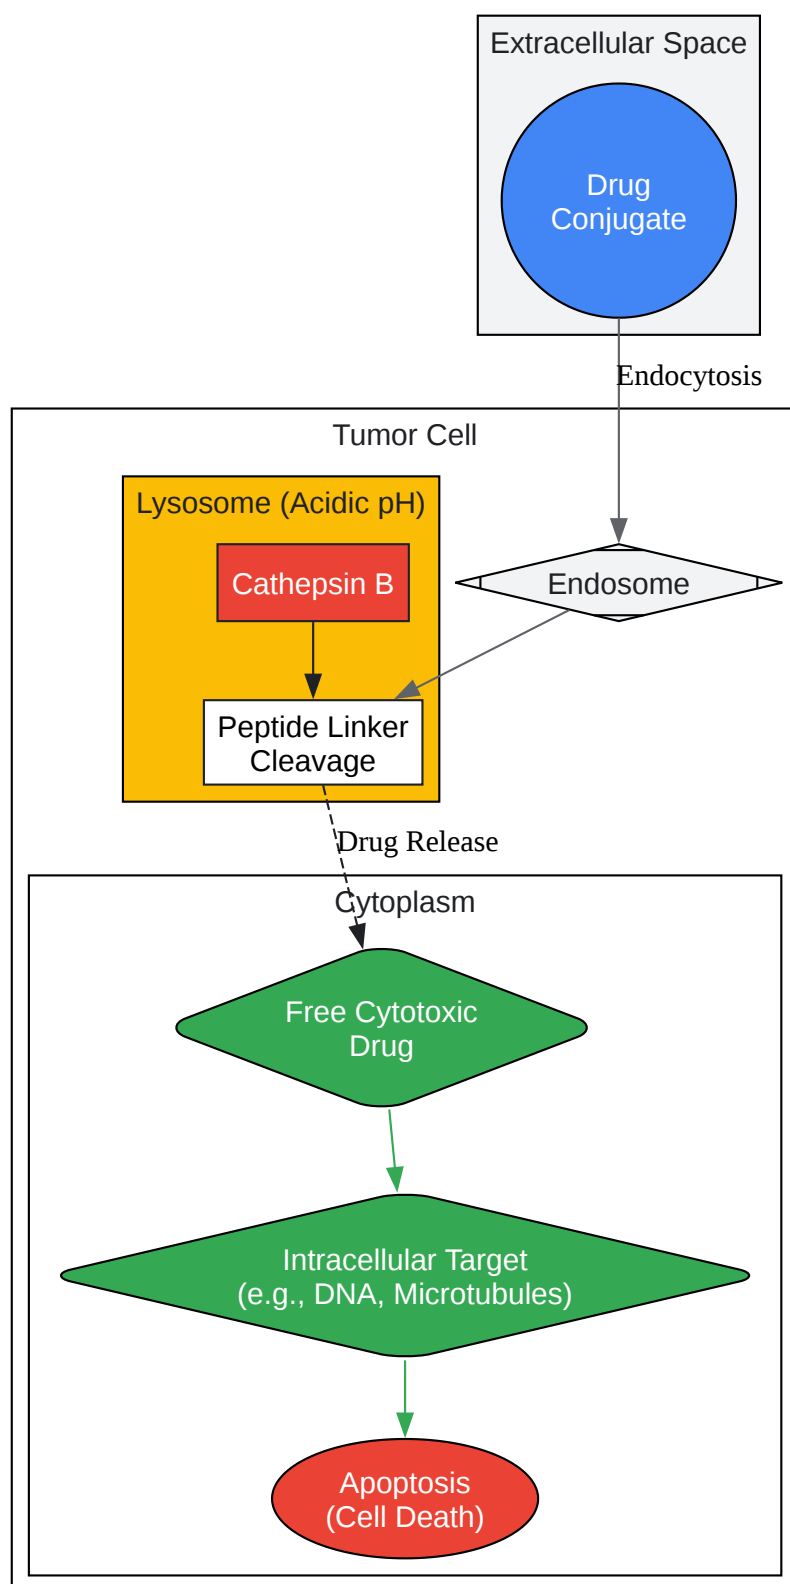 Extracellular Space
Drug
Conjugate
Endocytosis
Tumor Cell
Lysosome (Acidic pH)
Cathepsin B
Endosome
Peptide Linker
Cleavage
Drug Release
Cytoplasm
Free Cytotoxic
Drug
Intracellular Target
(e.g., DNA, Microtubules)
Apoptosis
(Cell Death)